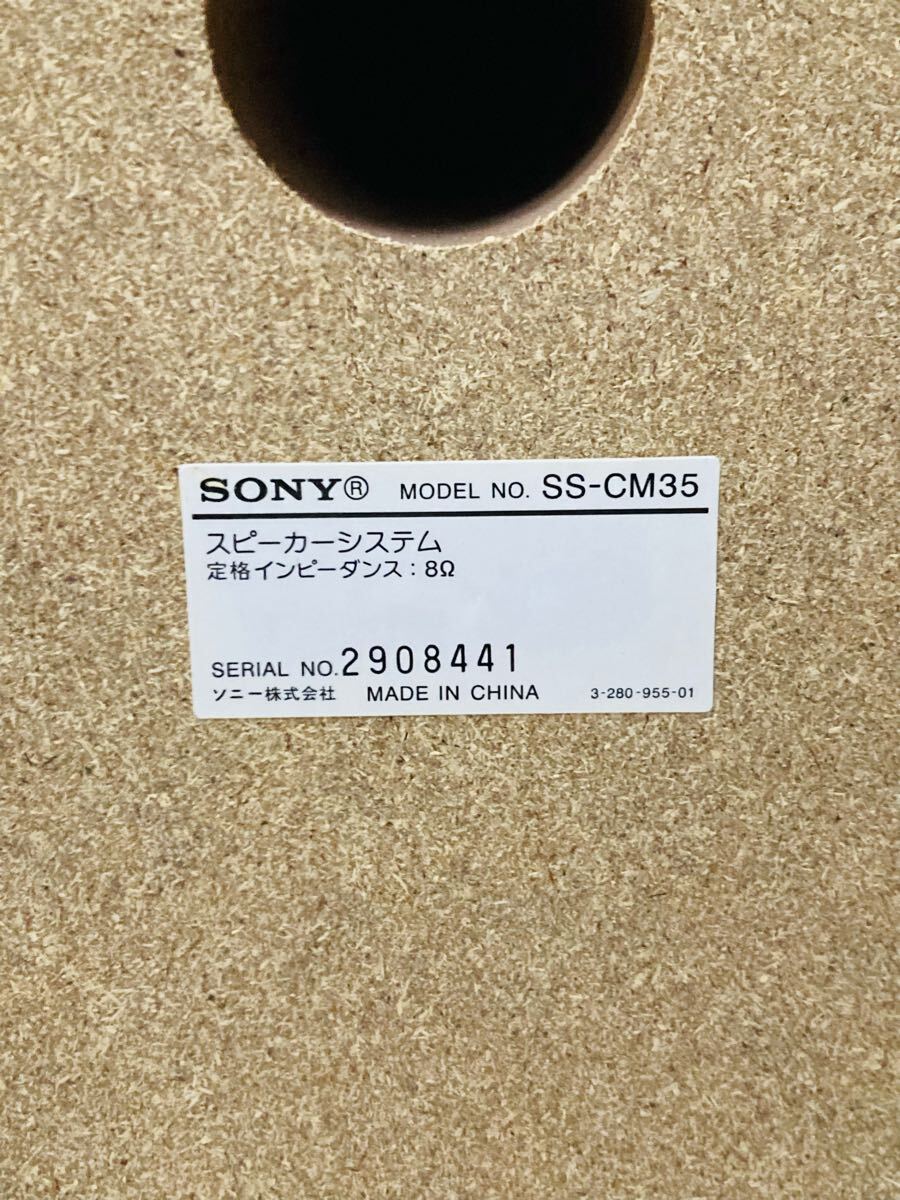 SONY® MODEL NO. SS-CM35
スピーカーシステム
定格インピーダンス：8Ω
SERIAL NO. 2908441
ソニー株式会社 MADE IN CHINA 3-280-955-01